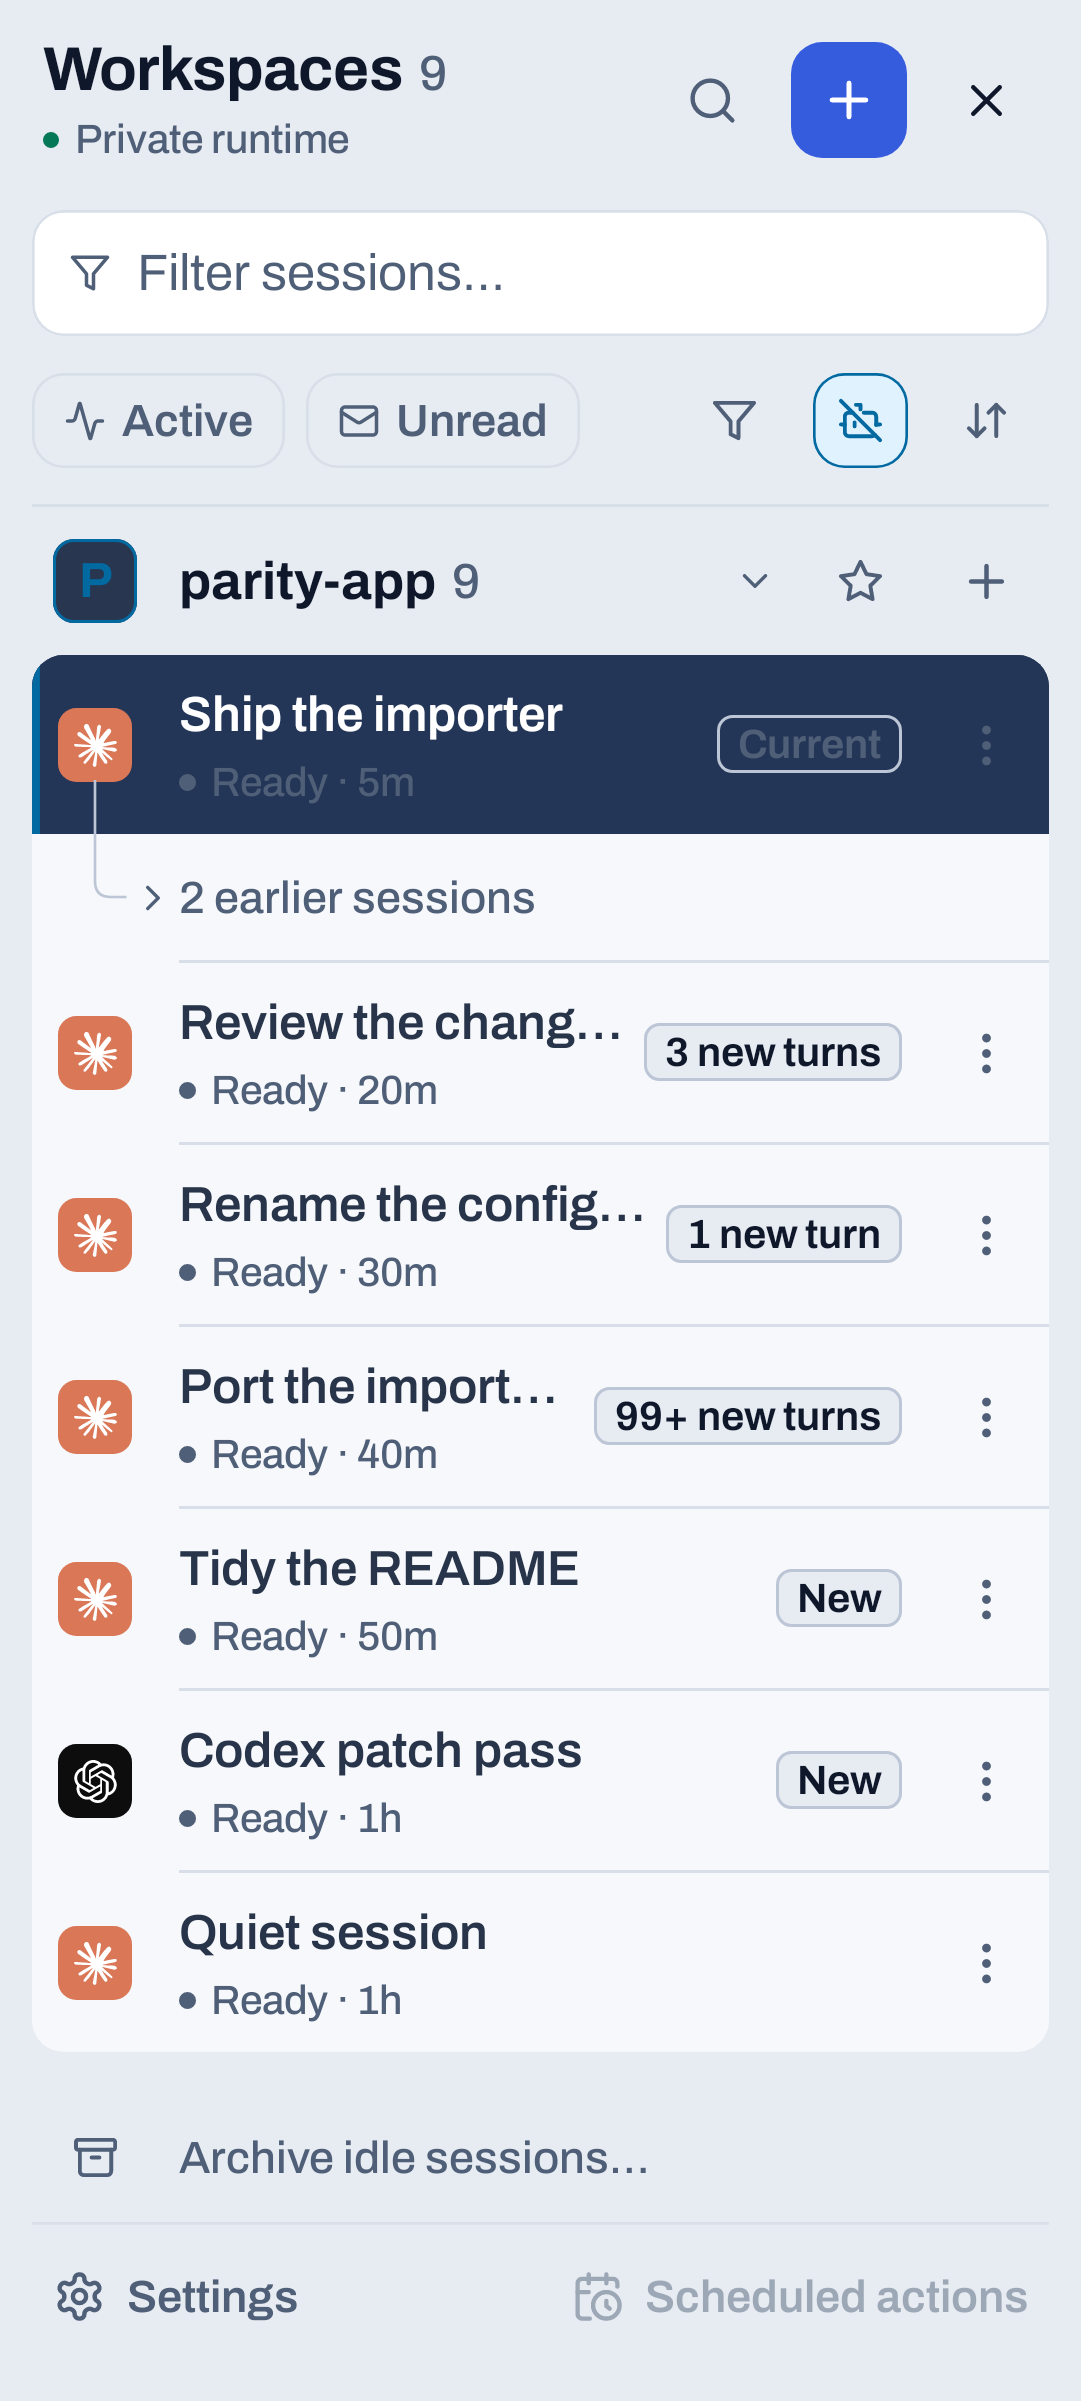 Workspaces 9
Private runtime
Filter sessions...
Active
Unread
P
parity-app 9
Ship the importer
Current
Ready · 5m
2 earlier sessions
Review the chang...
3 new turns
Ready · 20m
Rename the config...
1 new turn
Ready · 30m
Port the import...
99+ new turns
Ready · 40m
Tidy the README
New
Ready · 50m
Codex patch pass
New
Ready · 1h
Quiet session
Ready · 1h
Archive idle sessions...
Settings
Scheduled actions